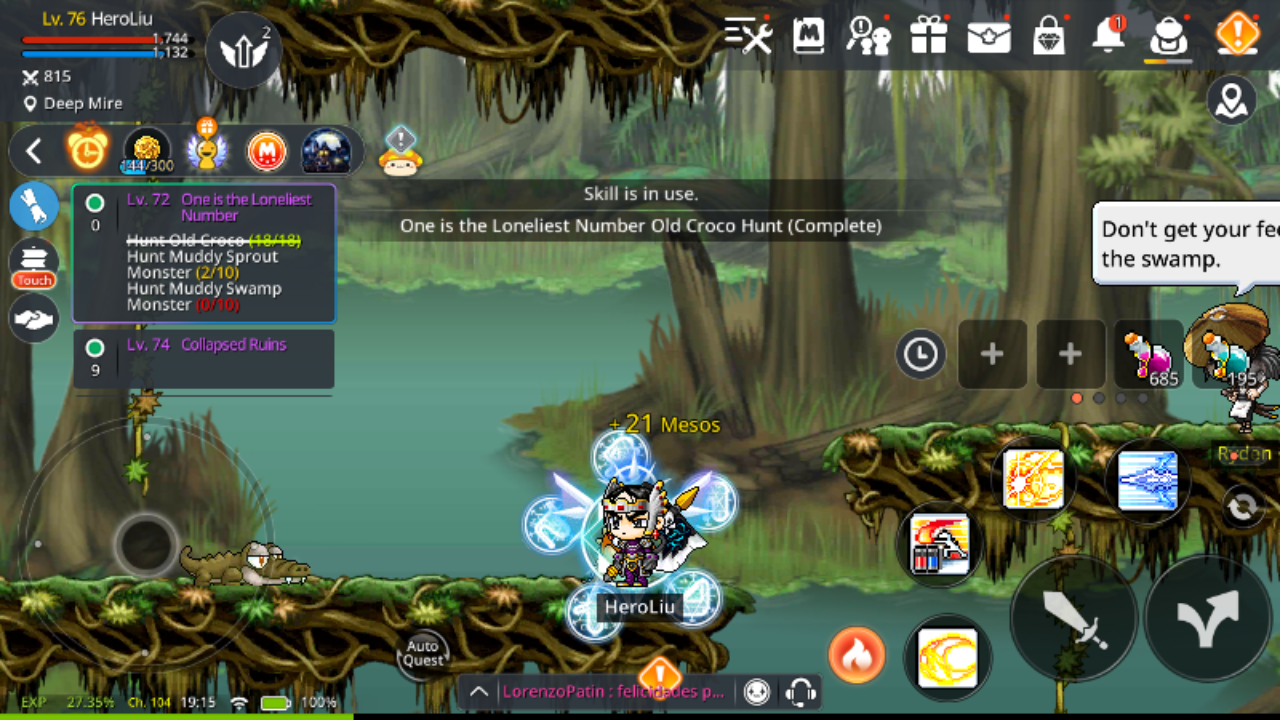 Lv. 76 HeroLiu
2
1,744
1,132
815
Deep Mire
144/300
1
Lv. 72 One is the Loneliest
Number
0
Hunt Old Croco (18/18)
Hunt Muddy Sprout
Monster (2/10)
Hunt Muddy Swamp
Monster (0/10)
Touch
Lv. 74 Collapsed Ruins
9
Skill is in use.
One is the Loneliest Number Old Croco Hunt (Complete)
Don't get your fee
the swamp.
685
195
+21 Mesos
HeroLiu
Auto
Quest
LorenzoPatin : felicidades p...
EXP 27.35% Ch. 104 19:15 100%